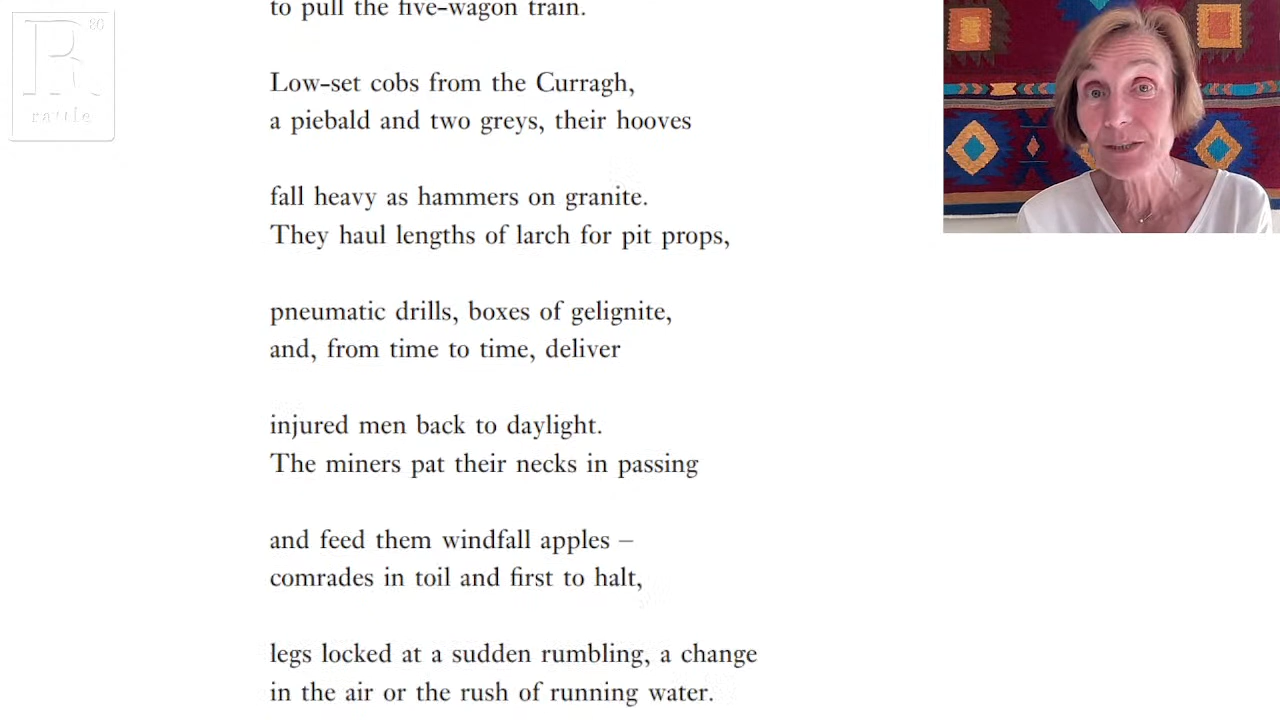 R 80
rattle
to pull the five-wagon train.
Low-set cobs from the Curragh,
a piebald and two greys, their hooves
fall heavy as hammers on granite.
They haul lengths of larch for pit props,
pneumatic drills, boxes of gelignite,
and, from time to time, deliver
injured men back to daylight.
The miners pat their necks in passing
and feed them windfall apples –
comrades in toil and first to halt,
legs locked at a sudden rumbling, a change
in the air or the rush of running water.